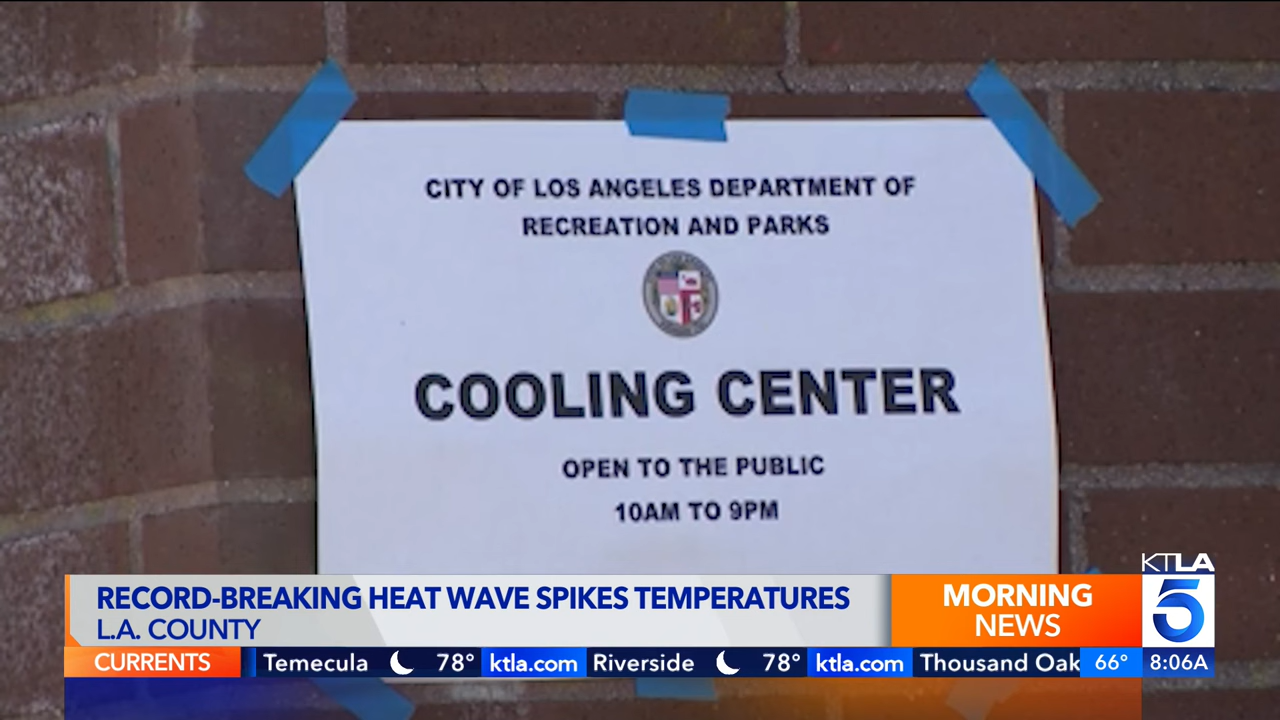 CITY OF LOS ANGELES DEPARTMENT OF
RECREATION AND PARKS
COOLING CENTER
OPEN TO THE PUBLIC
10AM TO 9PM
RECORD-BREAKING HEAT WAVE SPIKES TEMPERATURES
L.A. COUNTY
MORNING
NEWS
KTLA
5
CURRENTS Temecula 78° ktla.com Riverside 78° ktla.com Thousand Oak 66° 8:06A